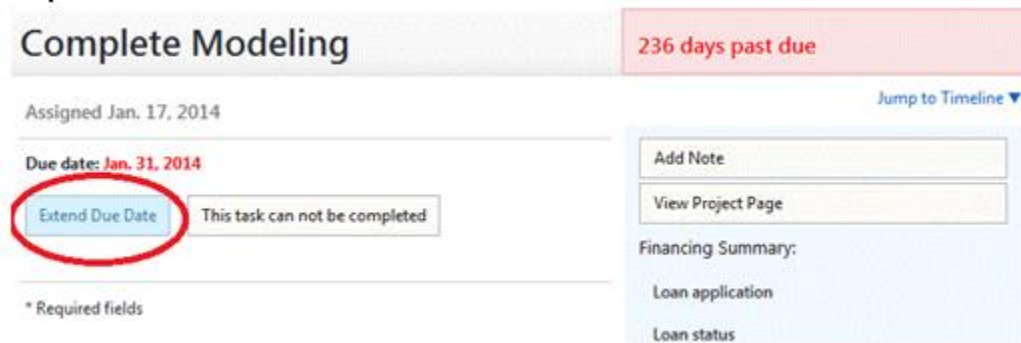 Complete Modeling
236 days past due
Assigned Jan. 17, 2014
Jump to Timeline ▼
Due date: Jan. 31, 2014
Extend Due Date
This task can not be completed
* Required fields
Add Note
View Project Page
Financing Summary:
Loan application
Loan status